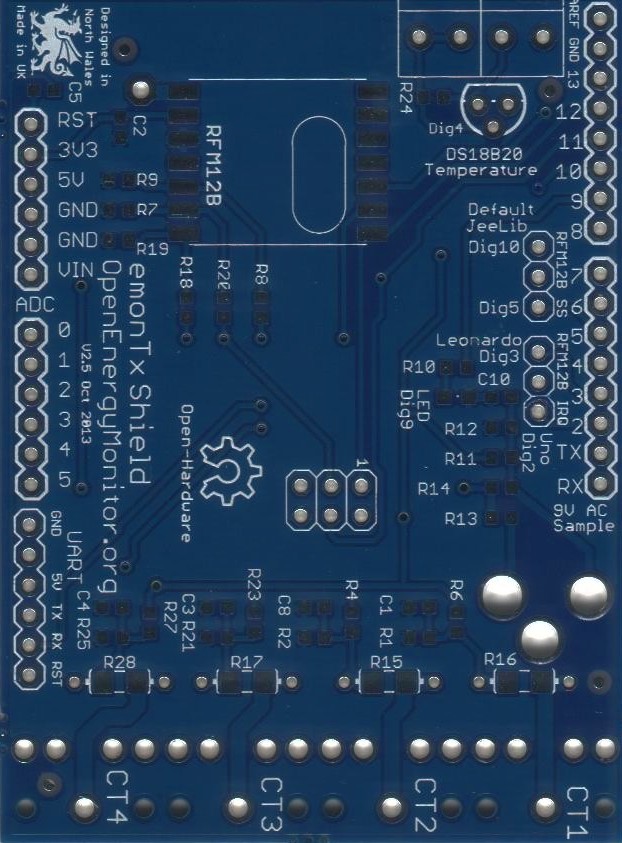 AREF GND 13 12 11 10 9 8 7 6 5 4 3 2 TX RX
9V AC
Sample
CT1
RFM12B SS RFM12B IRQ
Uno
Dig2
DS18B20
Temperature
Dig4
Default
JeeLib
Dig10
Dig5
Leonardo
Dig3
C10
R12
R11
R14
R13
R10
LED
Dig9
R16
R6
C1 R1
R24
CT2
R15
1
R4
C8 R2
CT3
R17
R8
R20
R18
R23
C3 R21
R27
RFM12B
Open-Hardware
C2
R9
R7
R19
emonTx Shield
OpenEnergyMonitor.org
V2.5 Oct 2013
R28
CT4
C4 R25
Designed in
North Wales
C5
Made in UK
RST 3V3 5V GND GND VIN
ADC 0 1 2 3 4 5
UART
GND 5V TX RX RST